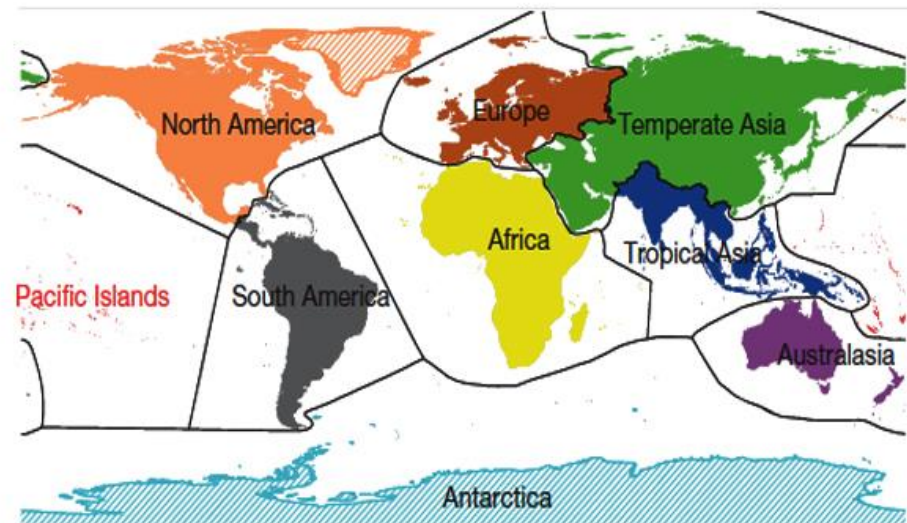 North America
Europe
Temperate Asia
Africa
Tropical Asia
Pacific Islands
South America
Australasia
Antarctica